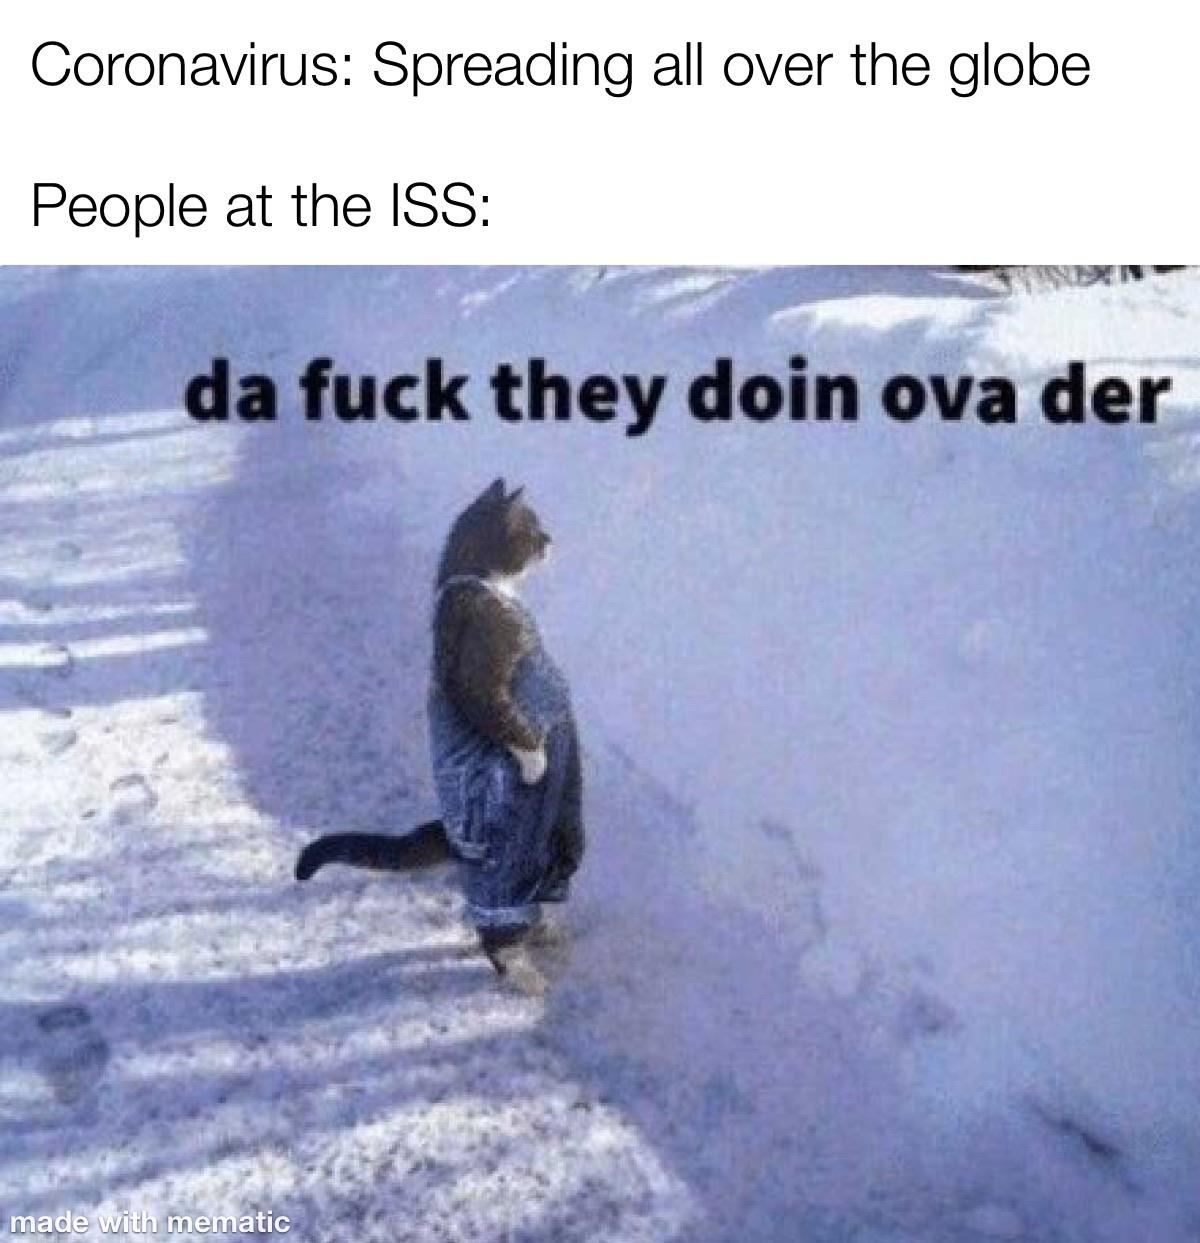 Coronavirus: Spreading all over the globe
People at the ISS:
da fuck they doin ova der
made with mematic